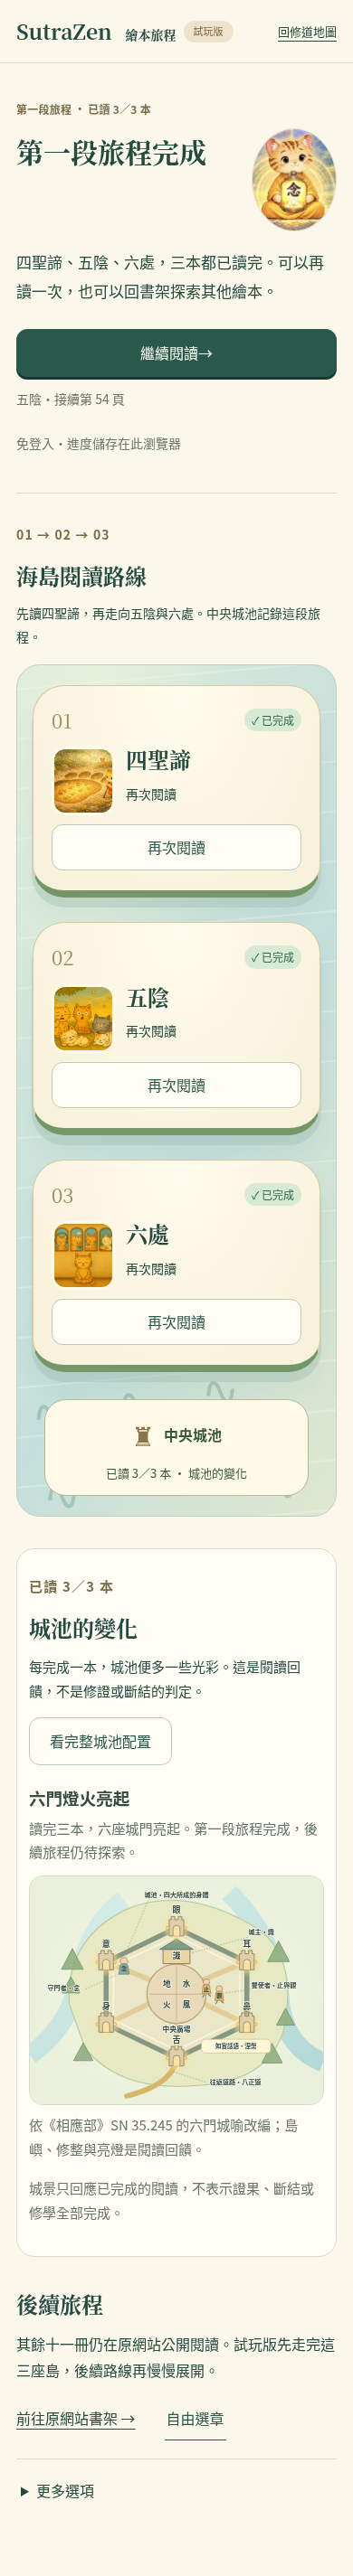 SutraZen 繪本旅程 試玩版 回修道地圖
第一段旅程 · 已讀 3／3 本
第一段旅程完成
念
四聖諦、五陰、六處，三本都已讀完。可以再
讀一次，也可以回書架探索其他繪本。
繼續閱讀→
五陰・接續第 54 頁
免登入・進度儲存在此瀏覽器
01 → 02 → 03
海島閱讀路線
先讀四聖諦，再走向五陰與六處。中央城池記錄這段旅
程。
01 ✓已完成
四聖諦
再次閱讀
再次閱讀
02 ✓已完成
五陰
再次閱讀
再次閱讀
03 ✓已完成
六處
再次閱讀
再次閱讀
♜ 中央城池
已讀 3／3 本 · 城池的變化
已讀 3／3 本
城池的變化
每完成一本，城池便多一些光彩。這是閱讀回
饋，不是修證或斷結的判定。
看完整城池配置
六門燈火亮起
讀完三本，六座城門亮起。第一段旅程完成，後
續旅程仍待探索。
城池・四大所成的身體
眼
城主・識
意 耳
識
守門者・念
地 水
雙使者・止與觀
身 火 風 鼻
中央廣場
舌
如實話語・涅槃
往返道路・八正道
依《相應部》SN 35.245 的六門城喻改編；島
嶼、修整與亮燈是閱讀回饋。
城景只回應已完成的閱讀，不表示證果、斷結或
修學全部完成。
後續旅程
其餘十一冊仍在原網站公開閱讀。試玩版先走完這
三座島，後續路線再慢慢展開。
前往原網站書架 → 自由選章
▶ 更多選項